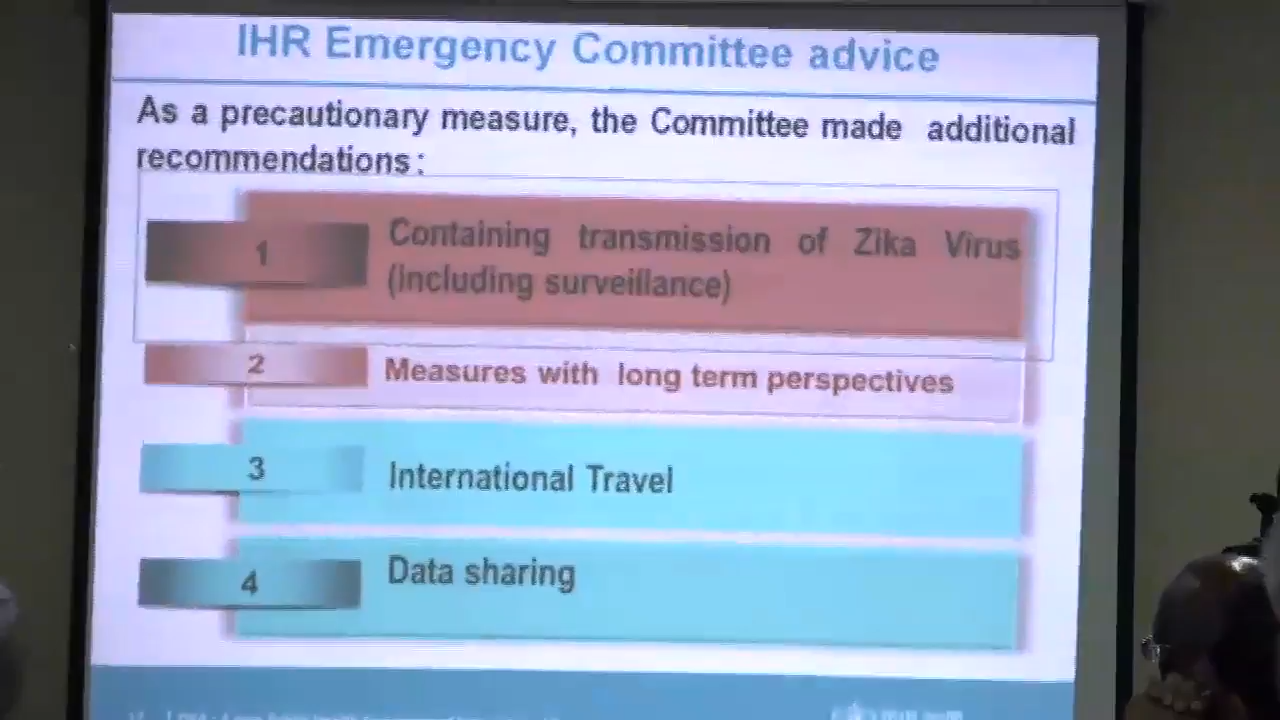 IHR Emergency Committee advice
As a precautionary measure, the Committee made additional
recommendations:
1
Containing transmission of Zika Virus
(Including surveillance)
2
Measures with long term perspectives
3
International Travel
4
Data sharing